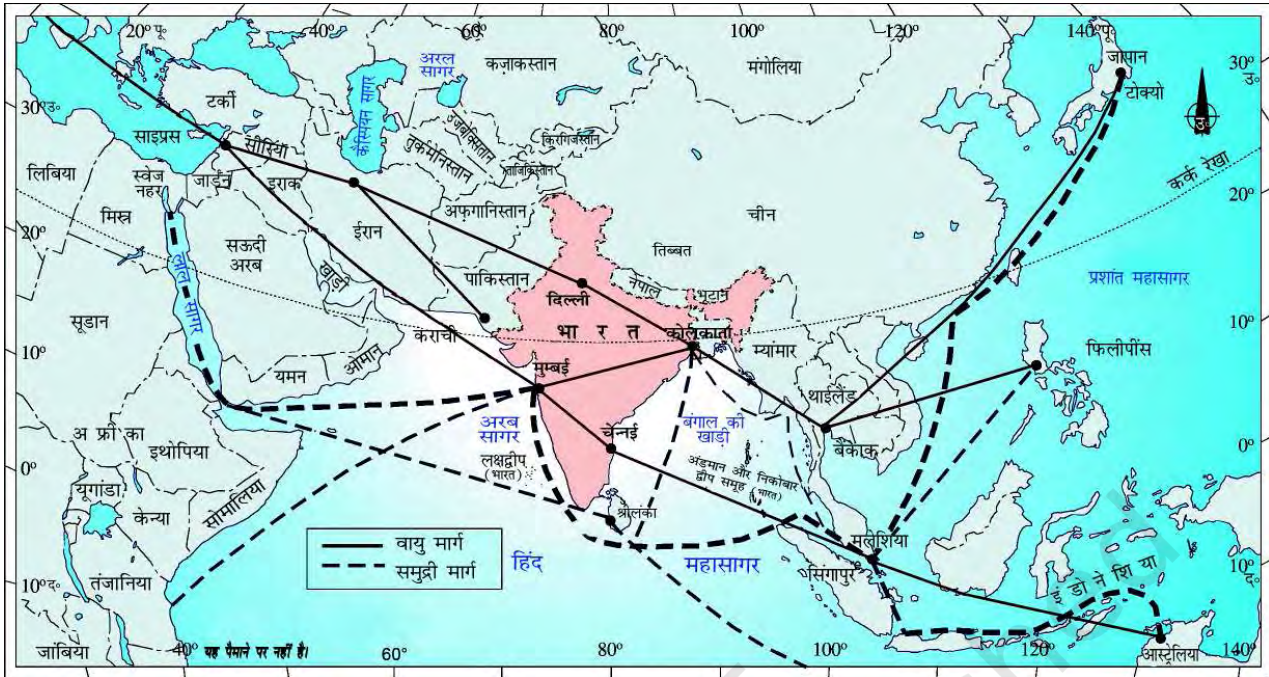 20° पू॰
40°
60°
80°
100°
120°
140° पू॰
अरल
सागर
कज़ाकस्तान
मंगोलिया
जापान
30°
उ॰
टोक्यो
उ॰
टर्की
30° उ॰
कैस्पियन सागर
उजबेकिस्तान
किरगिजस्तान
तुर्कमेनिस्तान
ताजिकिस्तान
साइप्रस
सीरिया
कर्क रेखा
लिबिया
स्वेज
नहर
जार्डन
इराक
20°
मिस्र
अफ़गानिस्तान
चीन
ईरान
20°
सऊदी
अरब
तिब्बत
खाड़ी
पाकिस्तान
नेपाल
भूटान
प्रशांत महासागर
लाल सागर
दिल्ली
सूडान
कराची
भारत
कोलकाता
10°
म्यांमार
फिलीपींस
10°
ओमान
यमन
मुम्बई
थाईलैंड
अरब
सागर
चेन्नई
बंगाल की
खाड़ी
अ फ्री का
इथोपिया
बैंकाक
0°
0°
लक्षद्वीप
(भारत)
अंडमान और निकोबार
द्वीप समूह (भारत)
यूगांडा
केन्या
सोमालिया
श्रीलंका
मलेशिया
वायु मार्ग
समुद्री मार्ग
हिंद
महासागर
सिंगापुर
इंडोनेशिया
10° द॰
तंजानिया
10°
द॰
जांबिया
40°
यह पैमाने पर नहीं है।
60°
80°
100°
120°
आस्ट्रेलिया
140°